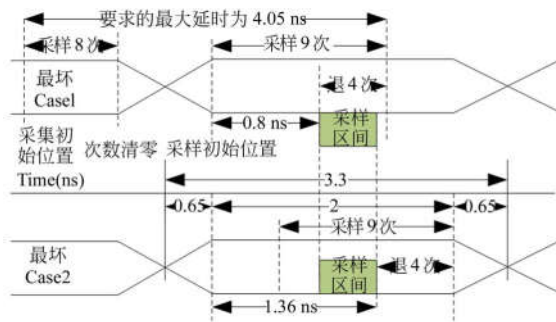 要求的最大延时为 4.05 ns
采样8次
采样9次
最坏
Case1
退4次
0.8 ns
采样
区间
采集初
始位置
次数清零
采样初始位置
Time(ns)
3.3
0.65
2
0.65
采样9次
最坏
Case2
采样
区间
退4次
1.36 ns